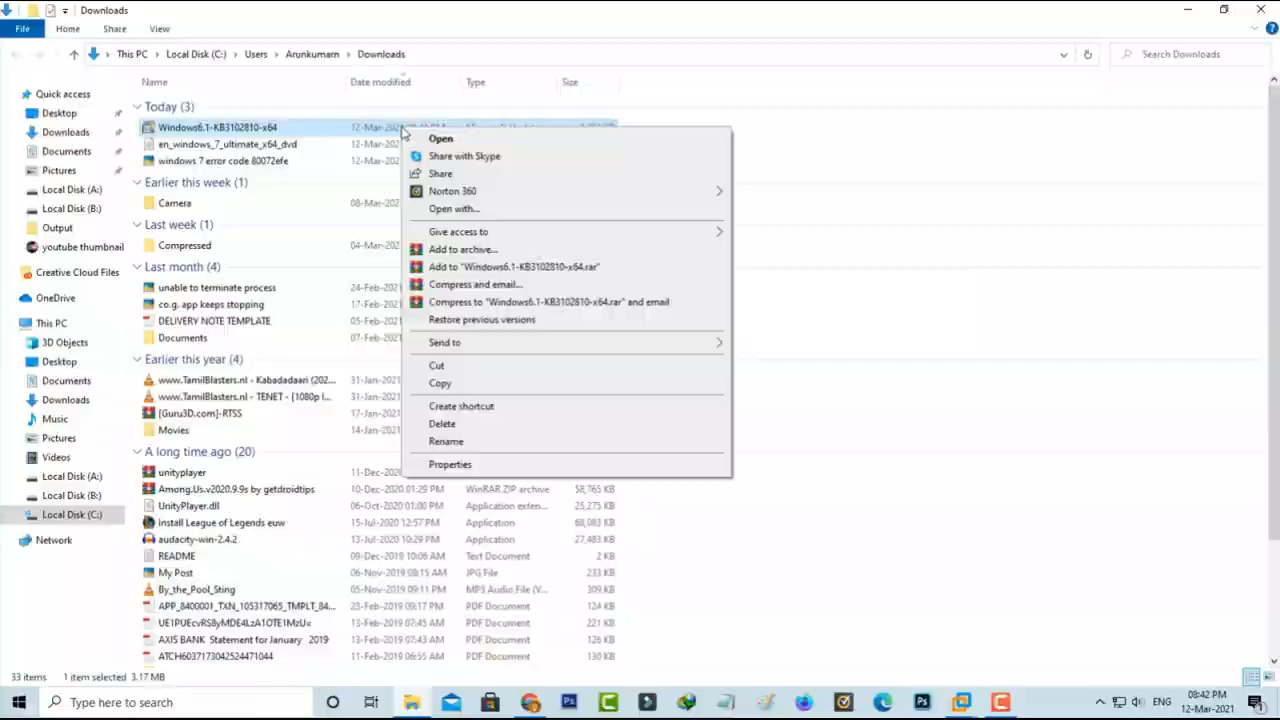 Downloads
File Home Share View
This PC Local Disk (C:) Users Arunkumarn Downloads Search Downloads
Name Date modified Type Size
Quick access
Desktop
Downloads
Documents
Pictures
Local Disk (A:)
Local Disk (B:)
Output
youtube thumbnail
Creative Cloud Files
OneDrive
This PC
3D Objects
Desktop
Documents
Downloads
Music
Pictures
Videos
Local Disk (A:)
Local Disk (B:)
Local Disk (C:)
Network
Today (3)
Windows6.1-KB3102810-x64 12-Mar-202
en_windows_7_ultimate_x64_dvd 12-Mar-202
windows 7 error code 80072efe 12-Mar-202
Earlier this week (1)
Camera 08-Mar-202
Last week (1)
Compressed 04-Mar-202
Last month (4)
unable to terminate process 24-Feb-202
co.g. app keeps stopping 17-Feb-202
DELIVERY NOTE TEMPLATE 05-Feb-202
Documents 07-Feb-202
Earlier this year (4)
www.TamilBlasters.nl - Kabadadaari (202... 31-Jan-2021
www.TamilBlasters.nl - TENET - [1080p I... 31-Jan-2021
[Guru3D.com]-RTSS 17-Jan-2021
Movies 14-Jan-2021
A long time ago (20)
unityplayer 11-Dec-2020
Among.Us.v2020.9.9s by getdroidtips 10-Dec-2020 01:29 PM WinRAR ZIP archive 58,765 KB
UnityPlayer.dll 06-Oct-2020 01:00 PM Application exten... 25,275 KB
Install League of Legends euw 15-Jul-2020 12:57 PM Application 68,083 KB
audacity-win-2.4.2 13-Jul-2020 10:29 PM Application 27,483 KB
README 09-Dec-2019 10:06 AM Text Document 2 KB
My Post 06-Nov-2019 08:15 AM JPG File 233 KB
By_the_Pool_Sting 05-Nov-2019 09:11 PM MP3 Audio File (V... 309 KB
APP_8400001_TXN_105317065_TMPLT_84... 23-Feb-2019 09:17 PM PDF Document 124 KB
UE1PUEcvRS8yMDE4LzA1OTE1MzU= 13-Feb-2019 07:45 AM PDF Document 221 KB
AXIS BANK Statement for January 2019 13-Feb-2019 07:43 AM PDF Document 126 KB
ATCH6037173042524471044 11-Feb-2019 06:55 AM PDF Document 130 KB
Open
Share with Skype
Share
Norton 360
Open with...
Give access to
Add to archive...
Add to "Windows6.1-KB3102810-x64.rar"
Compress and email...
Compress to "Windows6.1-KB3102810-x64.rar" and email
Restore previous versions
Send to
Cut
Copy
Create shortcut
Delete
Rename
Properties
33 items 1 item selected 3.17 MB
Type here to search
ENG
08:42 PM
12-Mar-2021